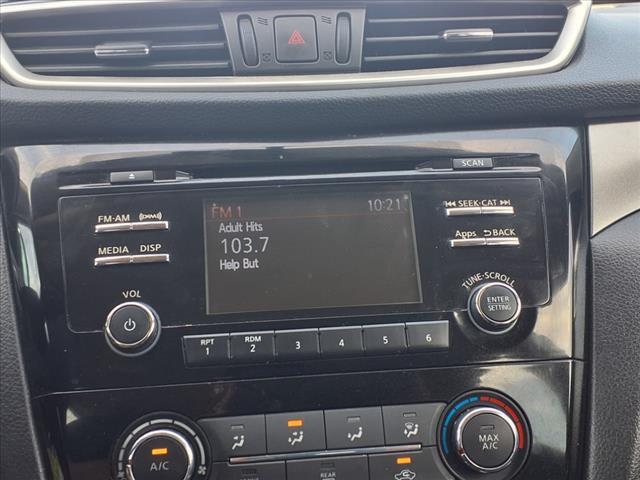 SCAN
FM 1
10:21
FM·AM
SEEK·CAT
Adult Hits
103.7
Help But
MEDIA DISP
Apps BACK
VOL
TUNE·SCROLL
ENTER
SETTING
RPT
1
RDM
2
3
4
5
6
A/C
MAX
A/C
REAR